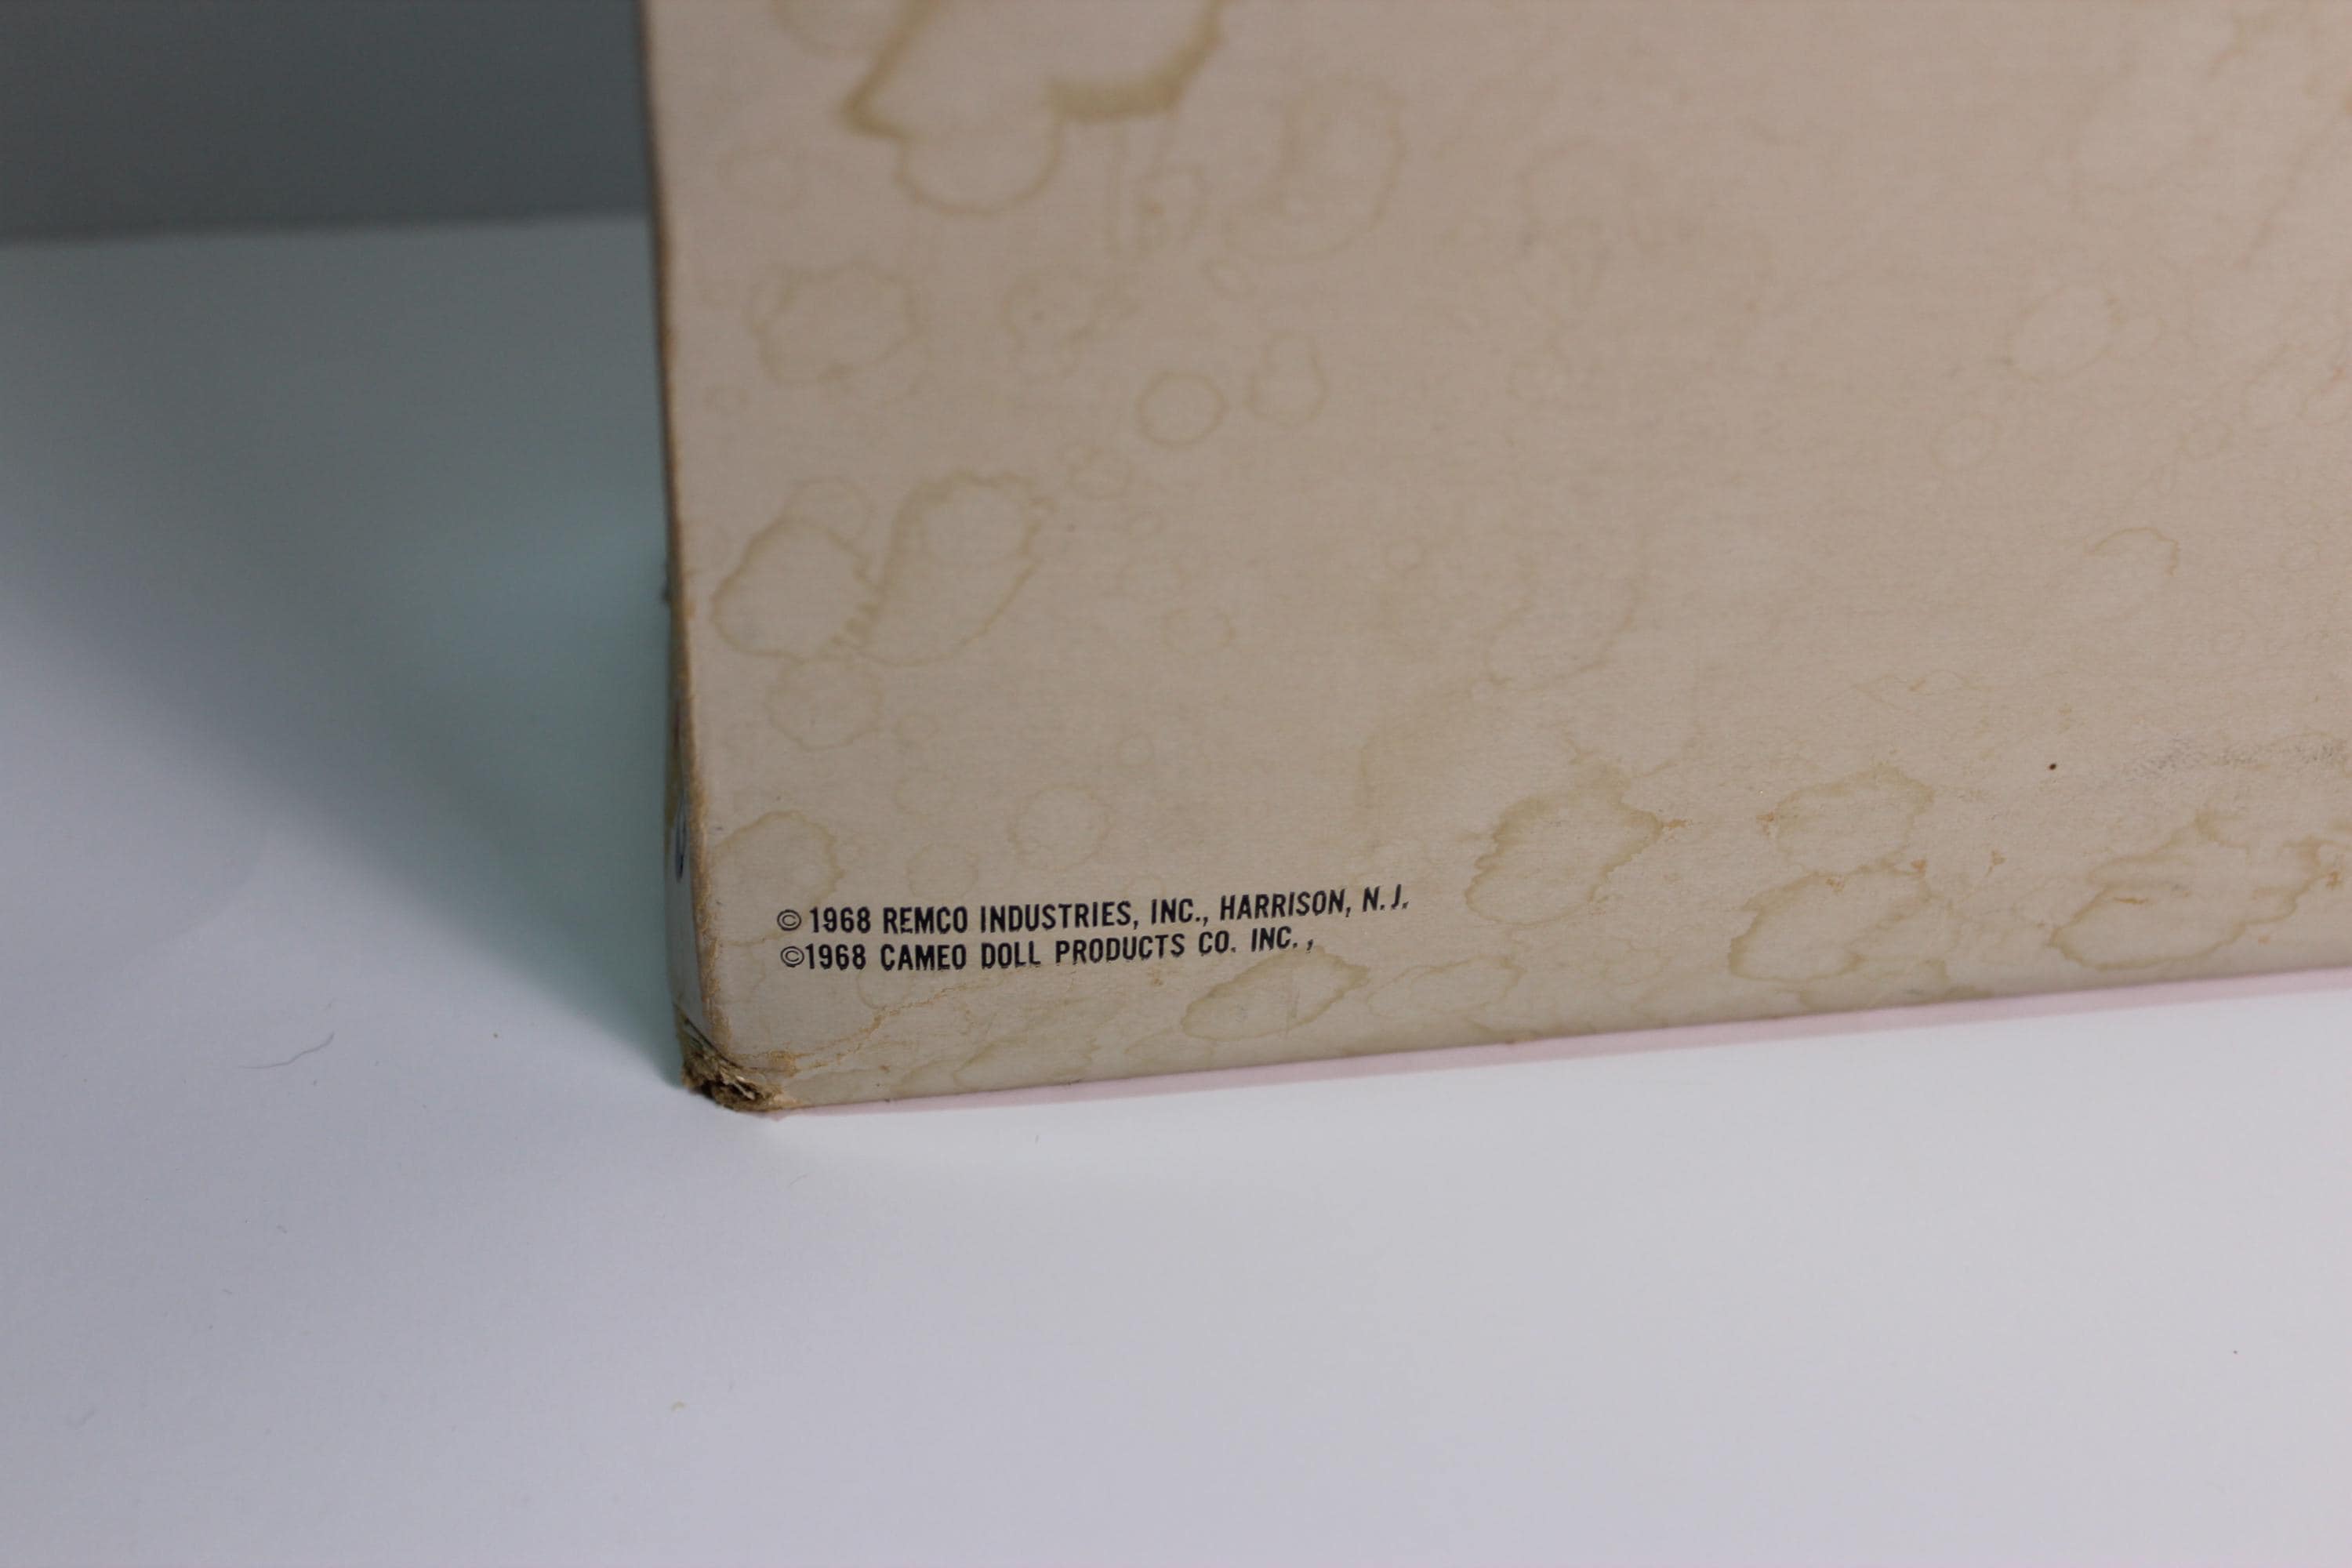 © 1968 REMCO INDUSTRIES, INC., HARRISON, N.J.
©1968 CAMEO DOLL PRODUCTS CO. INC.,